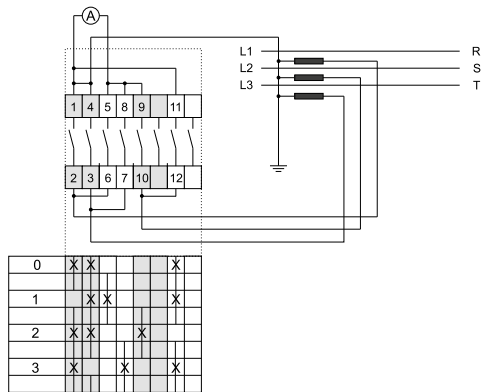 A
L1 R
L2 S
L3 T
1 4 5 8 9 11
2 3 6 7 10 12
0 X X X
1 X X X
2 X X X
3 X X X